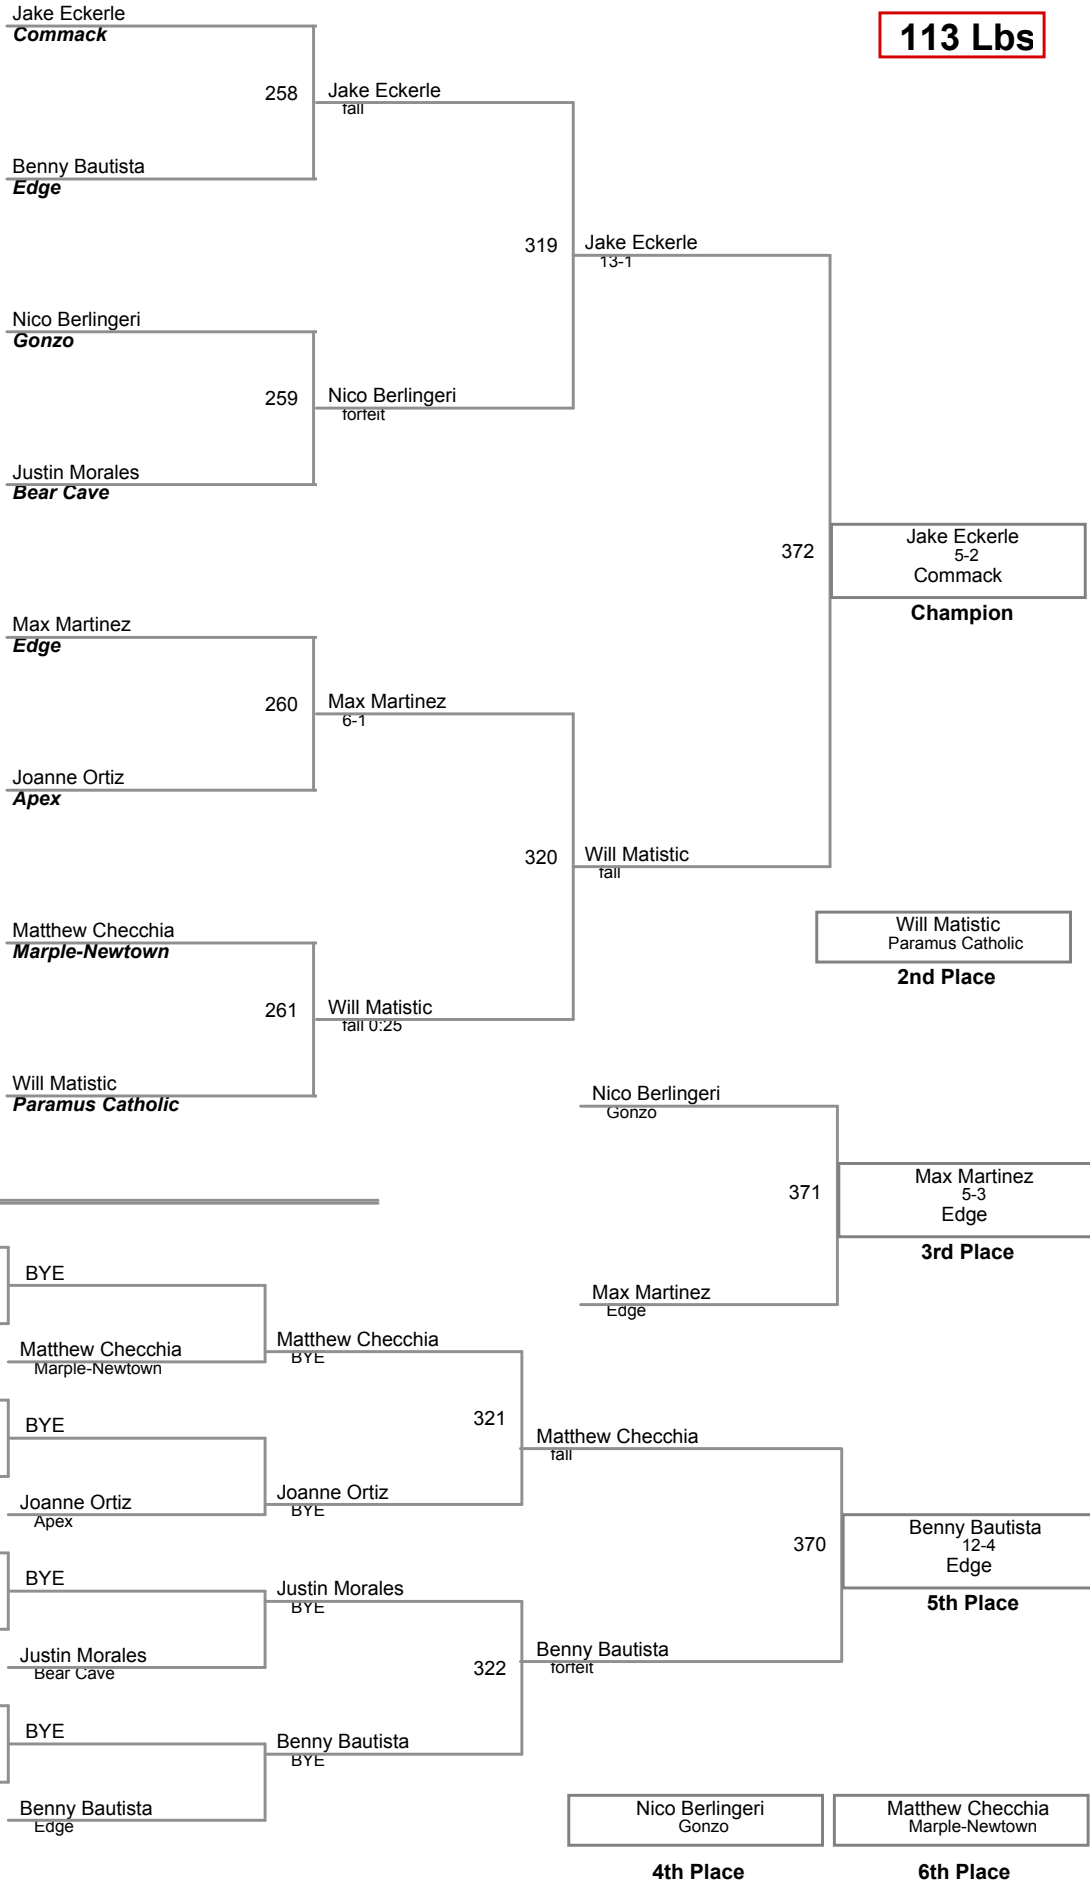 Jake Eckerle
Commack
113 Lbs
258
Jake Eckerle
fall
Benny Bautista
Edge
319
Jake Eckerle
13-1
Nico Berlingeri
Gonzo
259
Nico Berlingeri
forfeit
Justin Morales
Bear Cave
372
Jake Eckerle
5-2
Commack
Champion
Max Martinez
Edge
260
Max Martinez
6-1
Joanne Ortiz
Apex
320
Will Matistic
fall
Matthew Checchia
Marple-Newtown
Will Matistic
Paramus Catholic
2nd Place
261
Will Matistic
fall 0:25
Will Matistic
Paramus Catholic
Nico Berlingeri
Gonzo
371
Max Martinez
5-3
Edge
3rd Place
Max Martinez
Edge
BYE
Matthew Checchia
Marple-Newtown
Matthew Checchia
BYE
321
Matthew Checchia
fall
BYE
Joanne Ortiz
Apex
Joanne Ortiz
BYE
370
Benny Bautista
12-4
Edge
5th Place
BYE
Justin Morales
BYE
Justin Morales
Bear Cave
322
Benny Bautista
forfeit
BYE
Benny Bautista
BYE
Benny Bautista
Edge
Nico Berlingeri
Gonzo
4th Place
Matthew Checchia
Marple-Newtown
6th Place